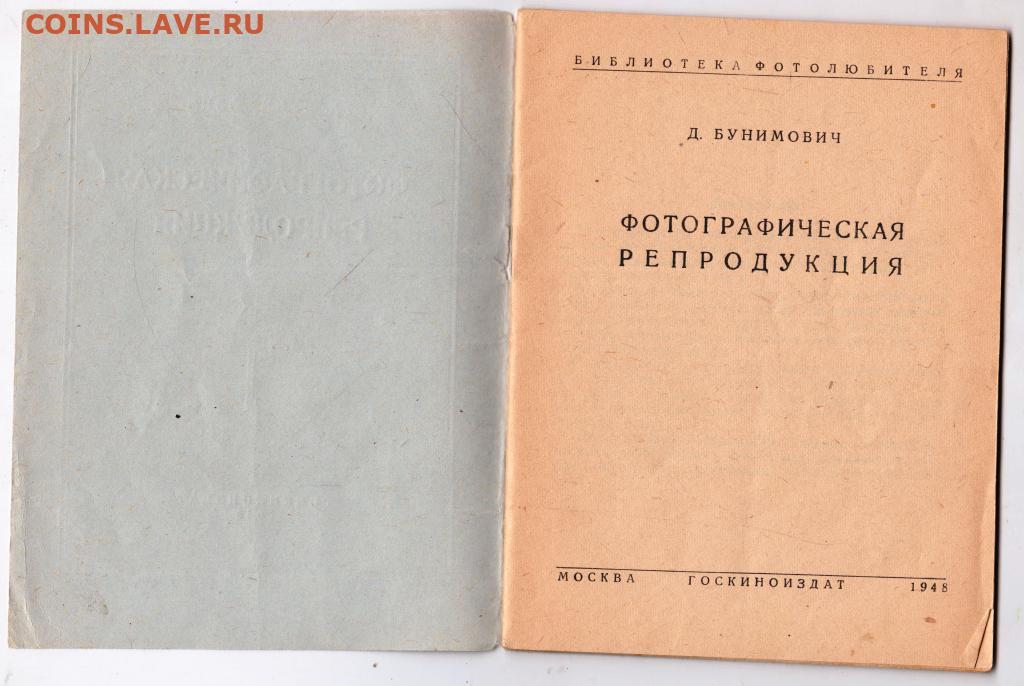 COINS.LAVE.RU
БИБЛИОТЕКА ФОТОЛЮБИТЕЛЯ
Д. БУНИМОВИЧ
ФОТОГРАФИЧЕСКАЯ
РЕПРОДУКЦИЯ
МОСКВА ГОСКИНОИЗДАТ 1948